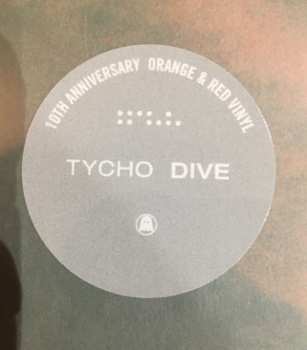 10TH ANNIVERSARY ORANGE & RED VINYL
TYCHO DIVE